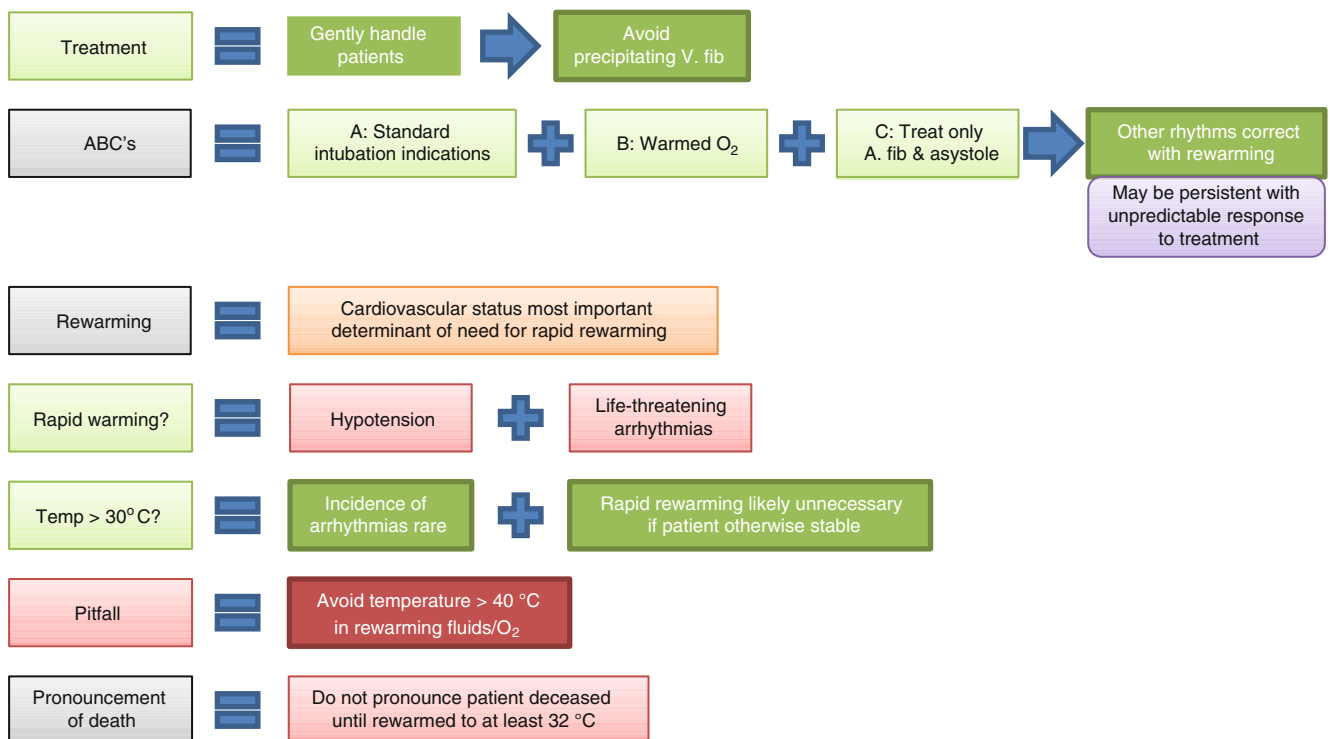 Treatment
Gently handle
patients
Avoid
precipitating V. fib
ABC's
A: Standard
intubation indications
B: Warmed O₂
C: Treat only
A. fib & asystole
Other rhythms correct
with rewarming
May be persistent with
unpredictable response
to treatment
Rewarming
Cardiovascular status most important
determinant of need for rapid rewarming
Rapid warming?
Hypotension
Life-threatening
arrhythmias
Temp > 30° C?
Incidence of
arrhythmias rare
Rapid rewarming likely unnecessary
if patient otherwise stable
Pitfall
Avoid temperature > 40 °C
in rewarming fluids/O₂
Pronouncement
of death
Do not pronounce patient deceased
until rewarmed to at least 32 °C